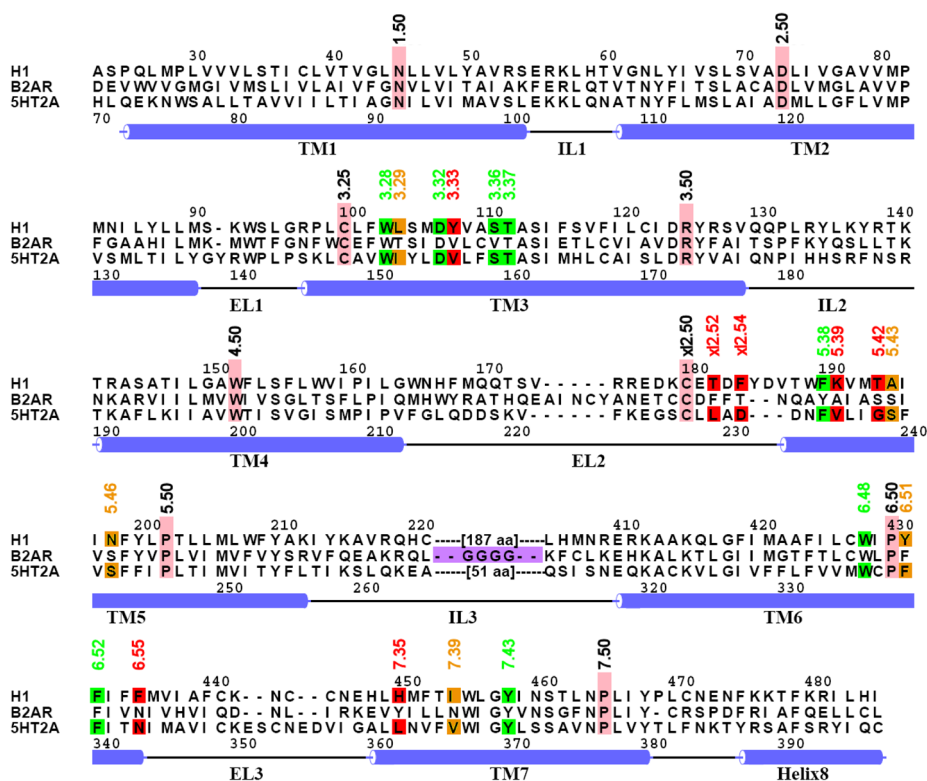 1.50 2.50
30 40 50 60 70 80
H1 ASPQLMPLVVVLSTICLVTVGLNLLVLYAVRSERKLHTVGNLYIVSLSVADLIVGAVVMP
B2AR DEVWVVGMGIVMSLIVLAIVFGNVLVITAIAKFERLQTVTNYFITSLACADLVMGLAVVP
5HT2A HLQEKNWSALLTAVVIILTIAGNILVIMAVSLEKKLQNATNYFLMSLAIADMLLGFLVMP
70 80 90 100 110 120
TM1 IL1 TM2
3.25 3.28 3.29 3.32 3.33 3.36 3.37 3.50
90 100 110 120 130 140
H1 MNILYLLMS-KWSLGRPLCLFWLSMDYVASTASIFSVFILCIDRYRSVQQPLRYLKYRTK
B2AR FGAAHILMK-MWTFGNFWCEFWTSIDVLCVTASIETLCVIAVDRYFAITSPFKYQSLLTK
5HT2A VSMLTILYGYRWPLPSKLCAVWIYLDVLFSTASIMHLCAISLDRYVAIQNPIHHSRFNSR
130 140 150 160 172 180
EL1 TM3 IL2
4.50 xl2.50 xl2.52 xl2.54 5.38 5.39 5.42 5.43
150 160 170 180 190
H1 TRASATILGAWFLSFLWVIPILGWNHFMQQTSV-----RREDKCETDFYDVTWFKVMTAI
B2AR NKARVIILMVWIVSGLTSFLPIQMHWYRATHQEAINCYANETCCDFFT--NQAYAIASSI
5HT2A TKAFLKIIAVWTISVGISMPIPVFGLQDDSKV------FKEGSCLLAD---DNFVLIGSF
190 200 212 220 230 240
TM4 EL2
5.46 5.50 6.48 6.50 6.51
200 210 220 410 420 430
H1 INFYLPTLLMLWFYAKIYKAVRQHC-----[187 aa]----LHMNRERKAAKQLGFIMAAFILCWIPY
B2AR VSFYVPLVIMVFVYSRVFQEAKRQL--GGGG--KFCLKEHKALKTLGIIMGTFTLCWLPF
5HT2A VSFFIPLTIMVITYFLTIKSLQKEA------[51 aa]-----QSISNEQKACKVLGIVFFLFVVMWCPF
250 260 320 330
TM5 IL3 TM6
6.52 6.55 7.35 7.39 7.43 7.50
440 450 460 470 480
H1 FIFFMVIAFCK--NC--CNEHLHMFTIWLGYINSTLNPLIYPLCNENFKKTFKRILHI
B2AR FIVNIVHVIQD--NL--IRKEVYILLNWIGYVNSGFNPLIY-CRSPDFRIAFQELLCL
5HT2A FITNIMAVICKESCNEDVIGALLNVFVWIGYLSSAVNPLVYTLFNKTYRSAFSRYIQC
340 350 360 370 380 390
EL3 TM7 Helix8